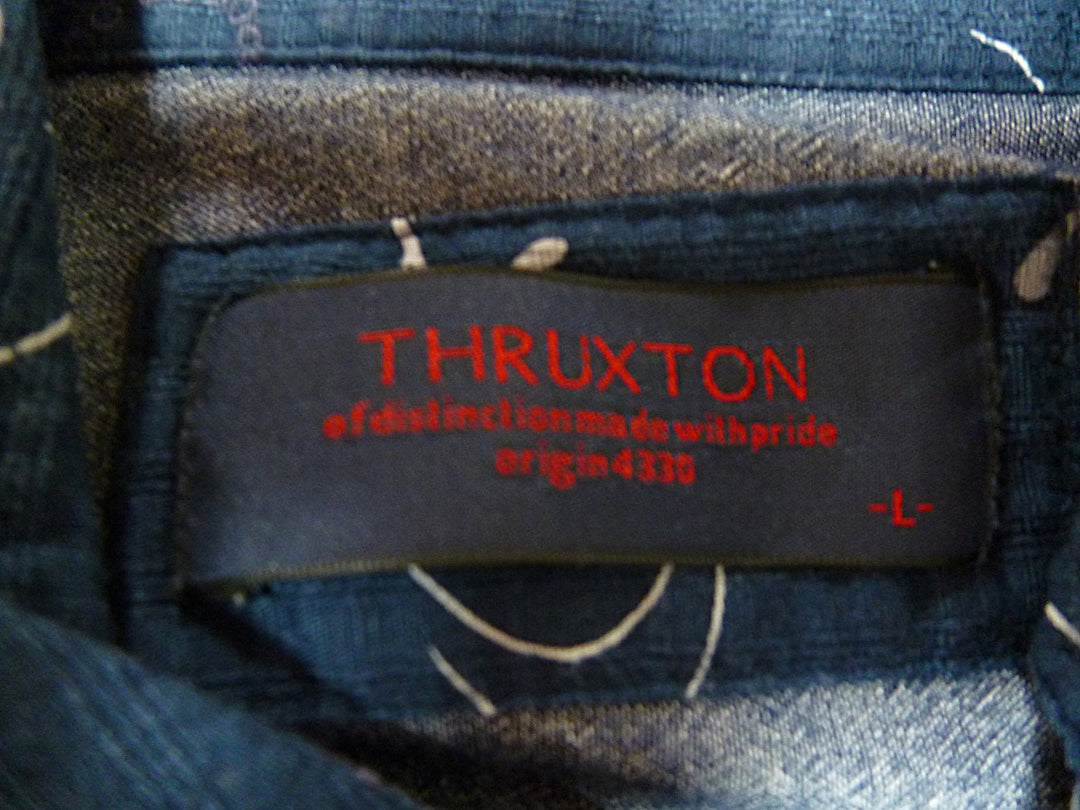 THRUXTON
ofdistinctionmadewithpride
origin4330
-L-